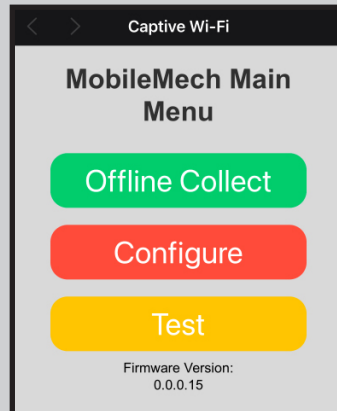 Captive Wi-Fi
MobileMech Main
Menu
Offline Collect
Configure
Test
Firmware Version:
0.0.0.15